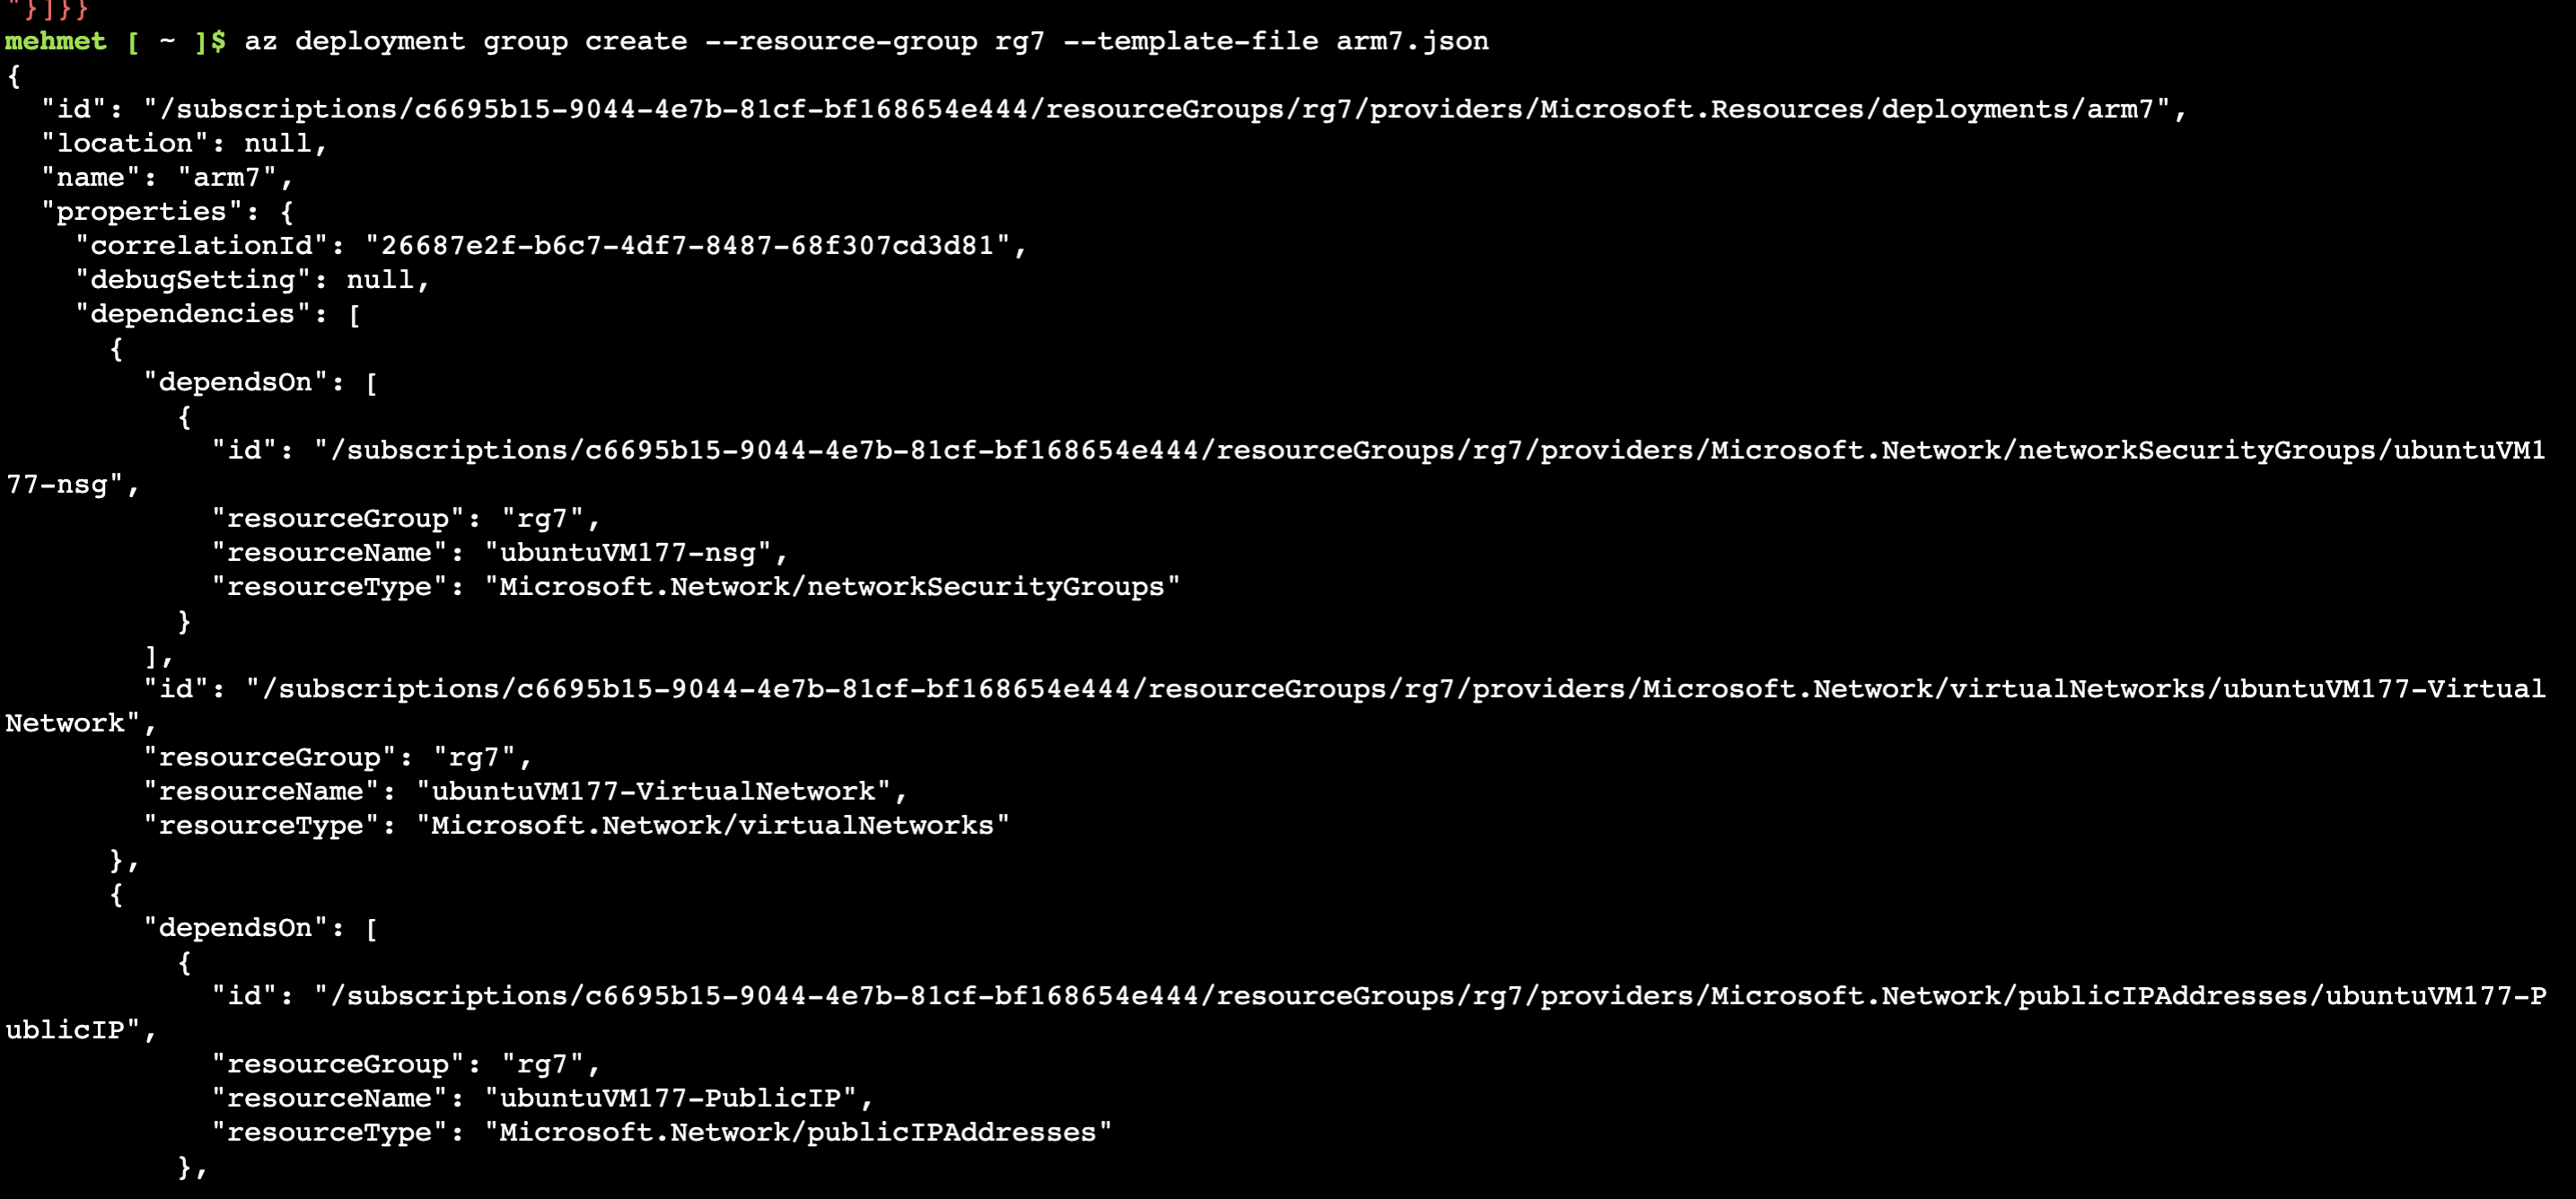 "}]}}
mehmet [ ~ ]$ az deployment group create --resource-group rg7 --template-file arm7.json
{
  "id": "/subscriptions/c6695b15-9044-4e7b-81cf-bf168654e444/resourceGroups/rg7/providers/Microsoft.Resources/deployments/arm7",
  "location": null,
  "name": "arm7",
  "properties": {
    "correlationId": "26687e2f-b6c7-4df7-8487-68f307cd3d81",
    "debugSetting": null,
    "dependencies": [
      {
        "dependsOn": [
          {
            "id": "/subscriptions/c6695b15-9044-4e7b-81cf-bf168654e444/resourceGroups/rg7/providers/Microsoft.Network/networkSecurityGroups/ubuntuVM1
77-nsg",
            "resourceGroup": "rg7",
            "resourceName": "ubuntuVM177-nsg",
            "resourceType": "Microsoft.Network/networkSecurityGroups"
          }
        ],
        "id": "/subscriptions/c6695b15-9044-4e7b-81cf-bf168654e444/resourceGroups/rg7/providers/Microsoft.Network/virtualNetworks/ubuntuVM177-Virtual
Network",
        "resourceGroup": "rg7",
        "resourceName": "ubuntuVM177-VirtualNetwork",
        "resourceType": "Microsoft.Network/virtualNetworks"
      },
      {
        "dependsOn": [
          {
            "id": "/subscriptions/c6695b15-9044-4e7b-81cf-bf168654e444/resourceGroups/rg7/providers/Microsoft.Network/publicIPAddresses/ubuntuVM177-P
ublicIP",
            "resourceGroup": "rg7",
            "resourceName": "ubuntuVM177-PublicIP",
            "resourceType": "Microsoft.Network/publicIPAddresses"
          },